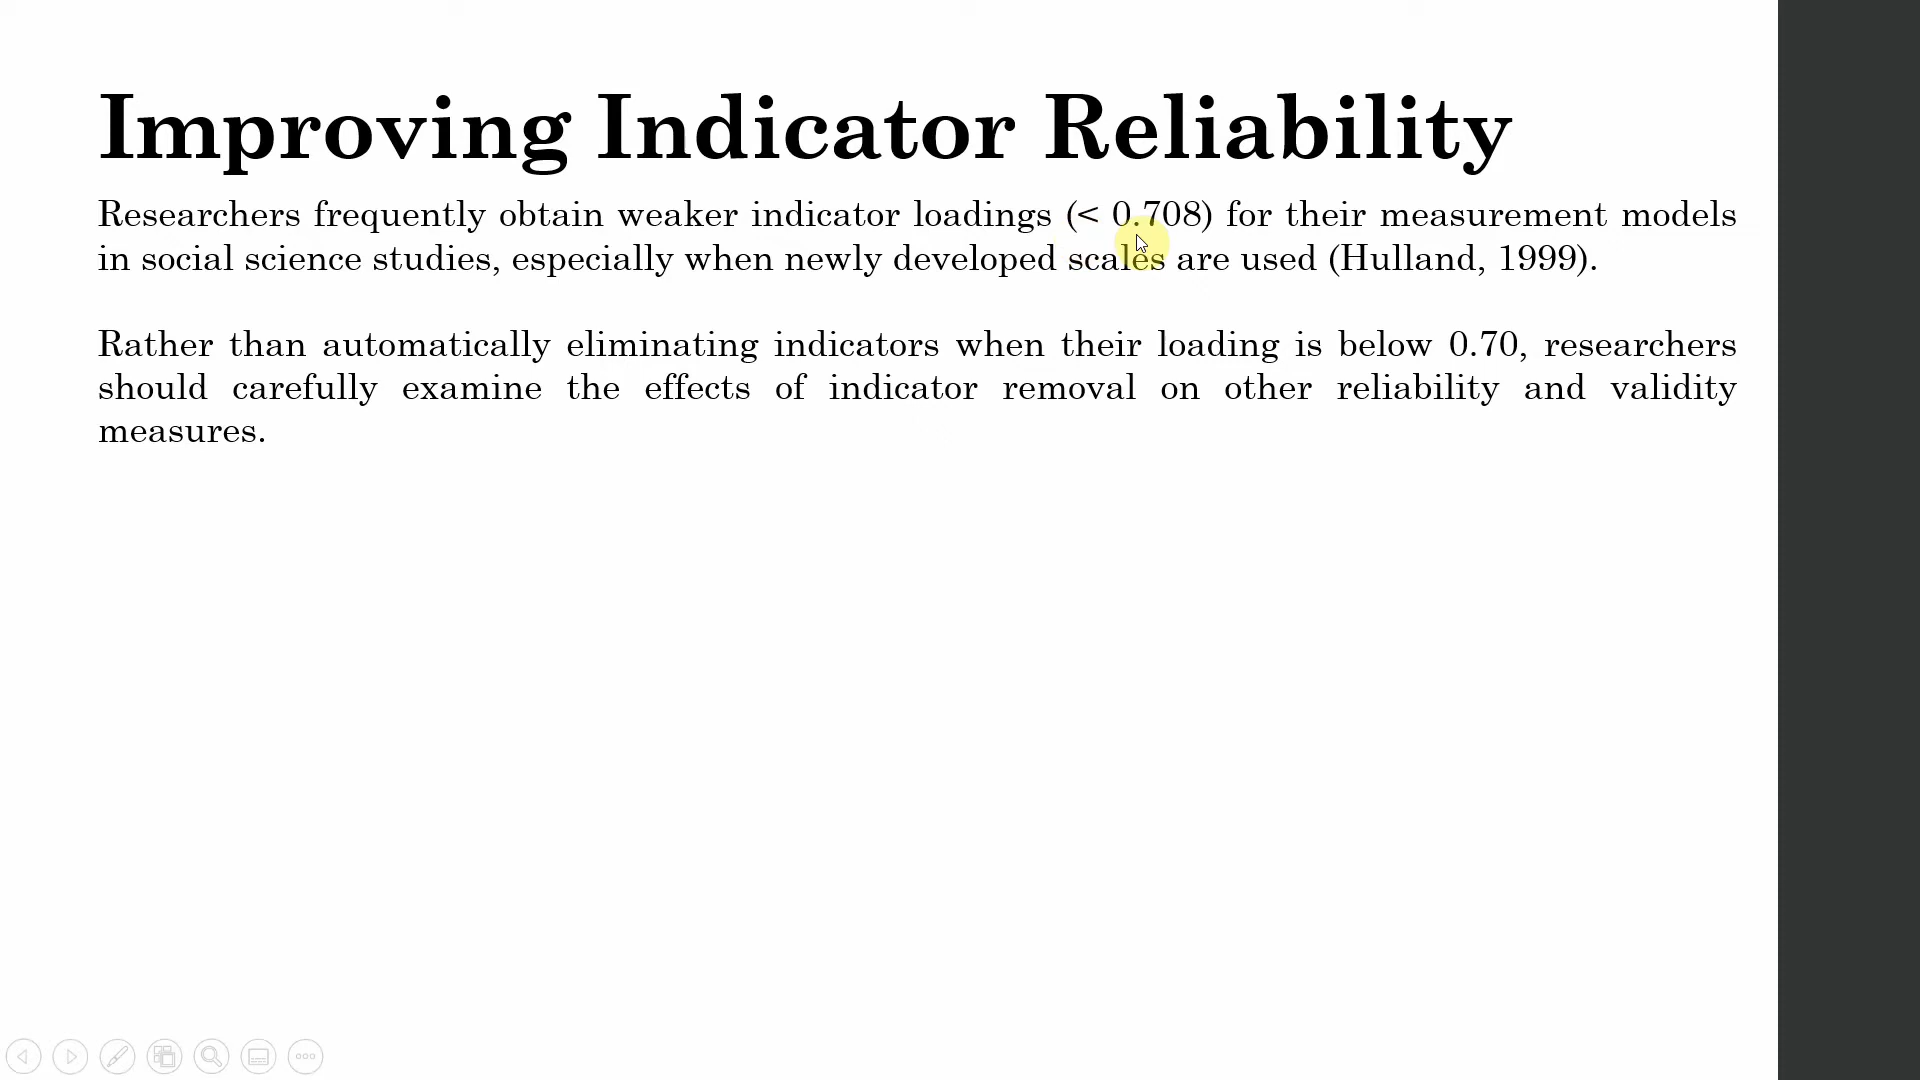 Improving Indicator Reliability
Researchers frequently obtain weaker indicator loadings (< 0.708) for their measurement models
in social science studies, especially when newly developed scales are used (Hulland, 1999).
Rather than automatically eliminating indicators when their loading is below 0.70, researchers
should carefully examine the effects of indicator removal on other reliability and validity
measures.